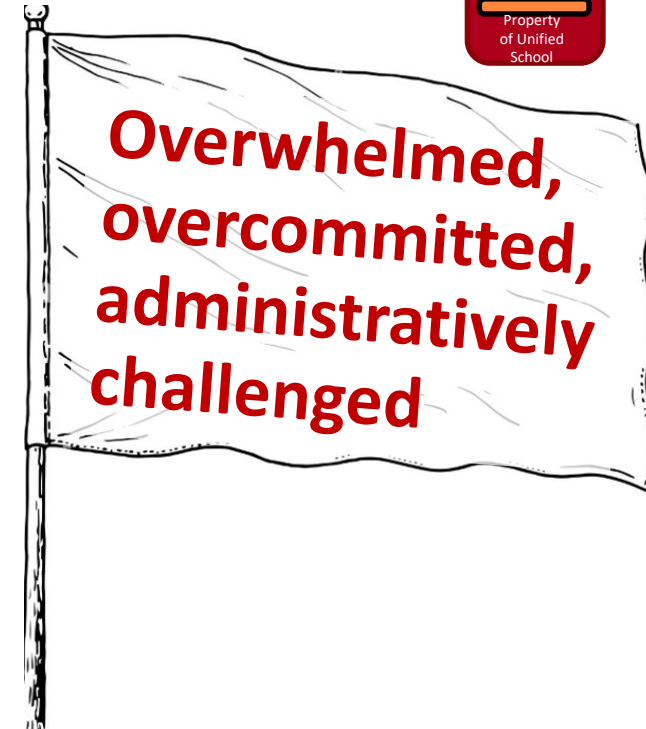 Property
of Unified
School
Overwhelmed,
overcommitted,
administratively
challenged